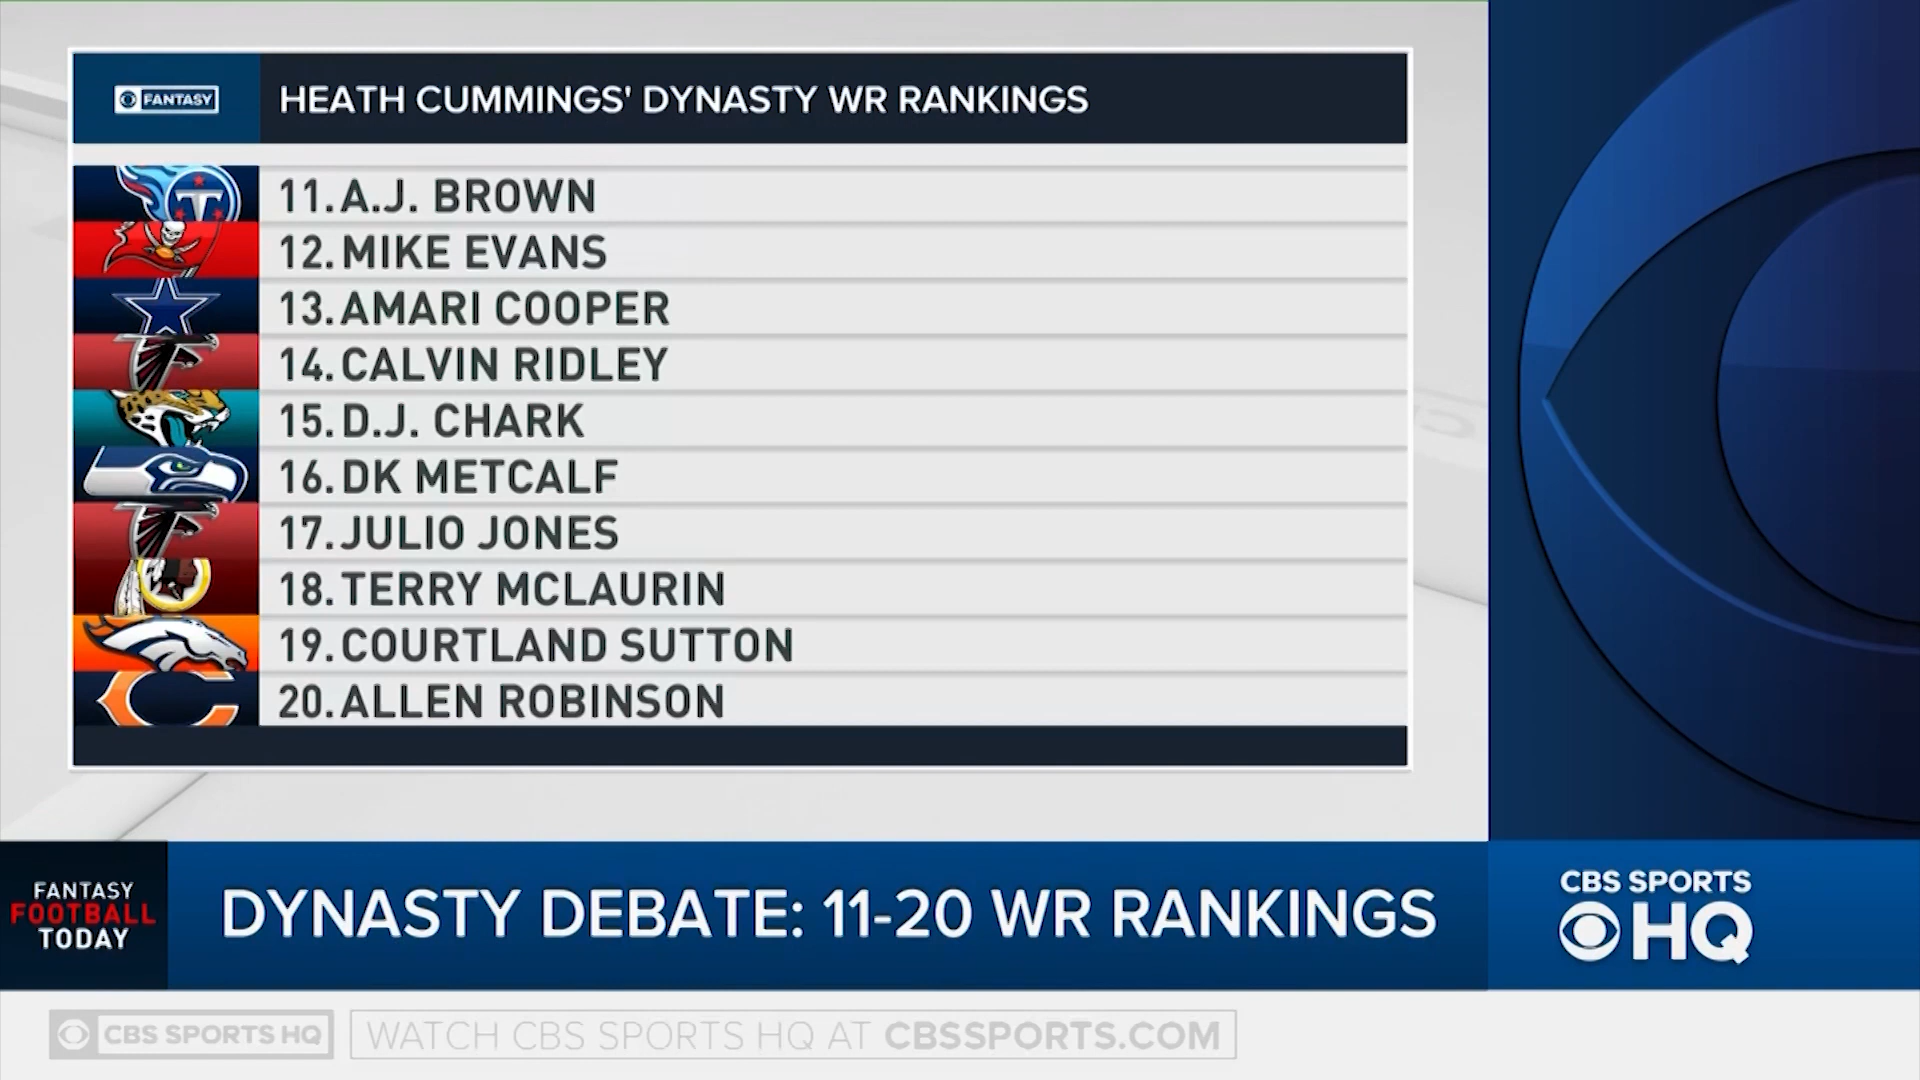 FANTASY
HEATH CUMMINGS' DYNASTY WR RANKINGS
11. A.J. BROWN
12. MIKE EVANS
13. AMARI COOPER
14. CALVIN RIDLEY
15. D.J. CHARK
16. DK METCALF
17. JULIO JONES
18. TERRY MCLAURIN
19. COURTLAND SUTTON
20. ALLEN ROBINSON
FANTASY
FOOTBALL
TODAY
DYNASTY DEBATE: 11-20 WR RANKINGS
CBS SPORTS
HQ
CBS SPORTS HQ
WATCH CBS SPORTS HQ AT CBSSPORTS.COM